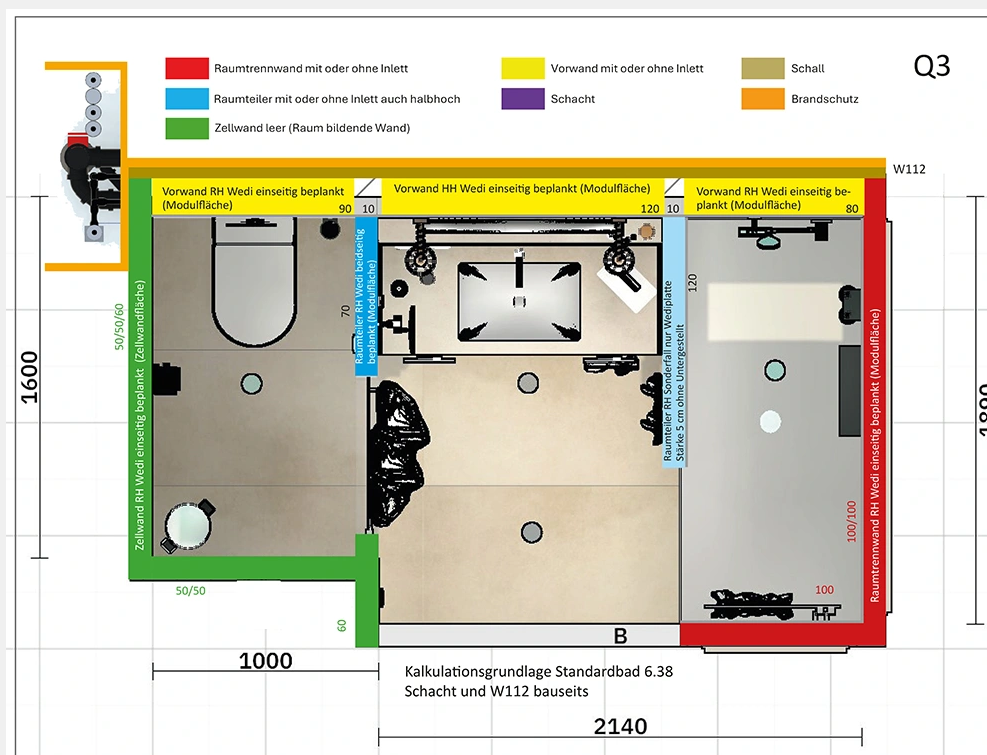 Q3
Raumtrennwand mit oder ohne Inlett
Raumteiler mit oder ohne Inlett auch halbhoch
Zellwand leer (Raum bildende Wand)
Vorwand mit oder ohne Inlett
Schacht
Schall
Brandschutz
W112
Vorwand RH Wedi einseitig beplankt
(Modulfläche)
90
10
Vorwand HH Wedi einseitig beplankt (Modulfläche)
120
10
Vorwand RH Wedi einseitig be-
plankt (Modulfläche)
80
1600
50/50/60
Zellwand RH Wedi einseitig beplankt (Zellwandfläche)
70
Raumteiler RH Wedi beidseitig
beplankt (Modulfläche)
Raumteiler RH Sonderfall nur Wediplatte
Stärke 5 cm ohne Untergestellt
120
Raumtrennwand RH Wedi einseitig beplankt (Modulfläche)
100/100
100
50/50
60
B
1000
Kalkulationsgrundlage Standardbad 6.38
Schacht und W112 bauseits
2140